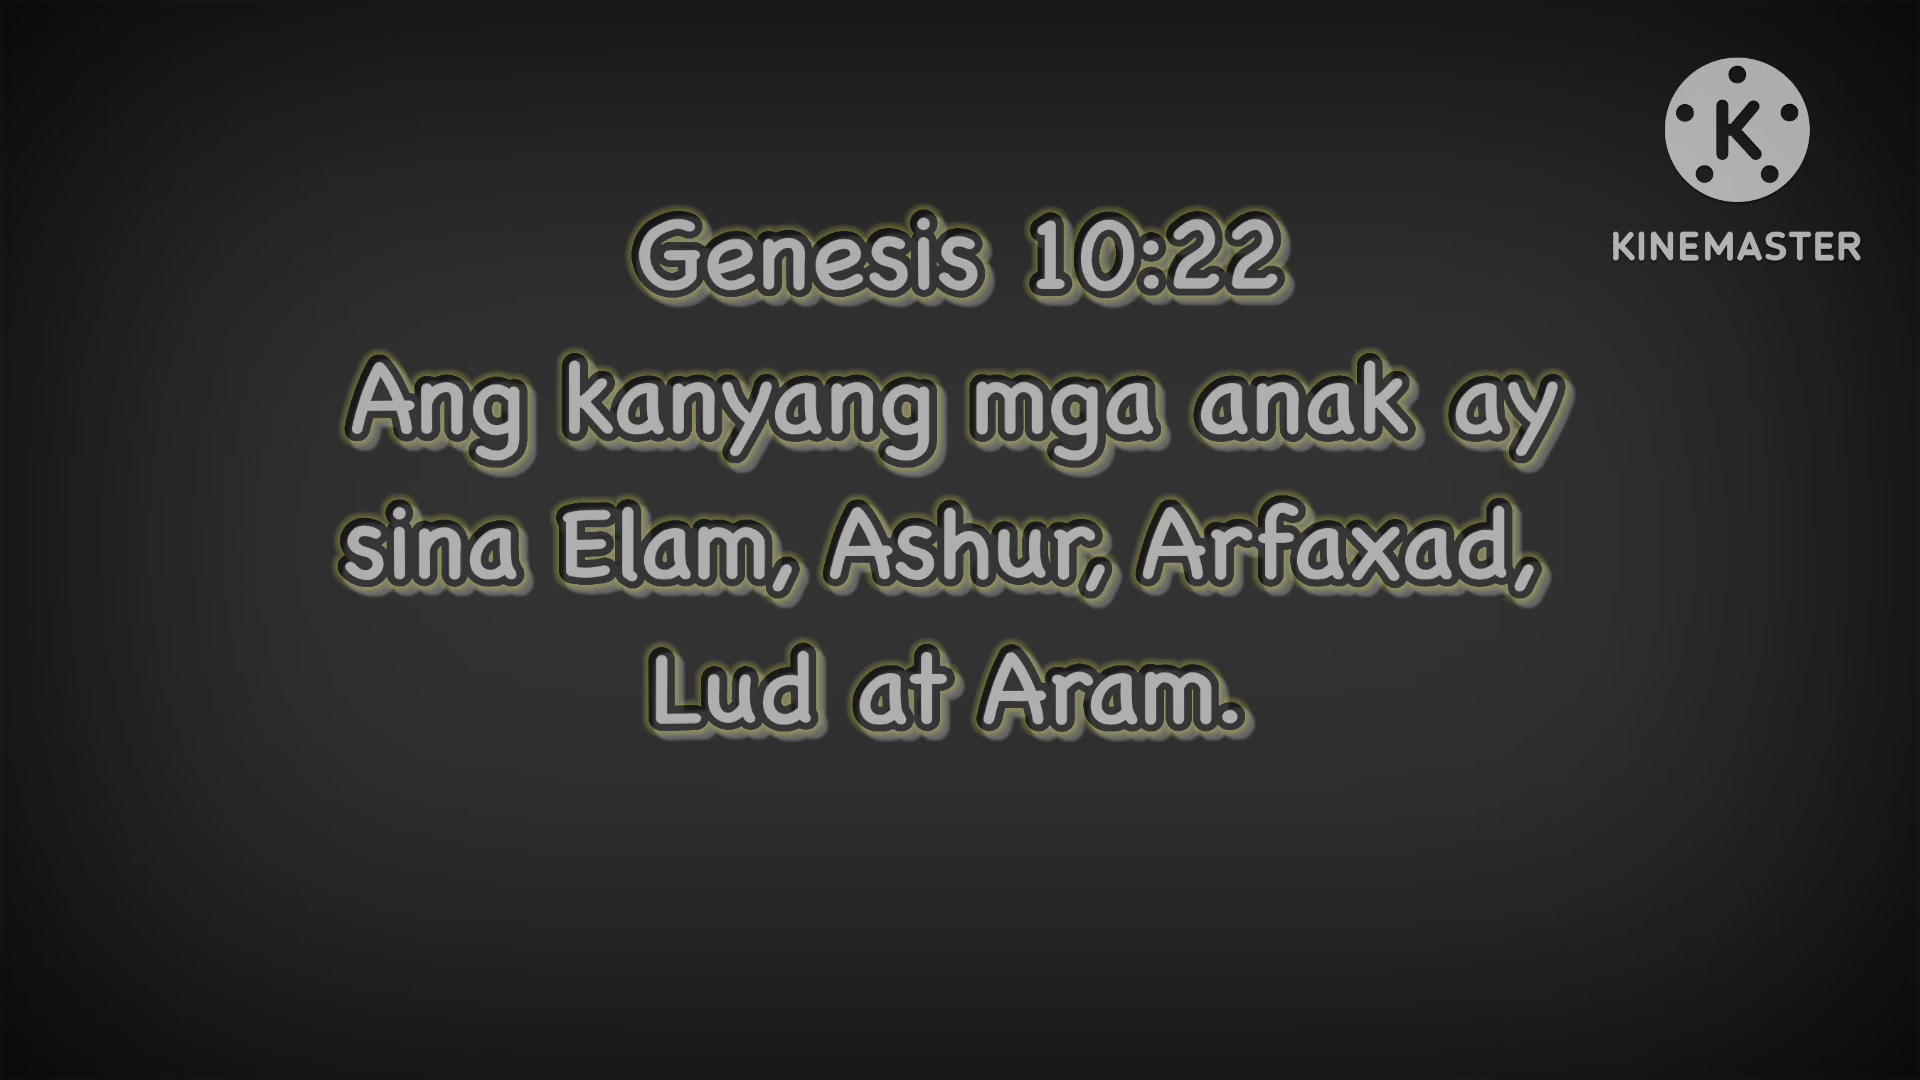 Genesis 10:22
Ang kanyang mga anak ay
sina Elam, Ashur, Arfaxad,
Lud at Aram.
K
KINEMASTER